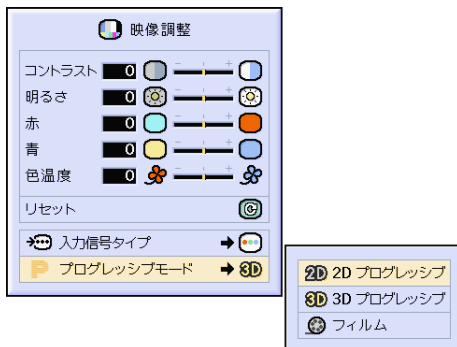 映像調整
コントラスト 0 - +
明るさ 0 - +
赤 0 - +
青 0 - +
色温度 0 - +
リセット
入力信号タイプ
P プログレッシブモード 3D
2D 2D プログレッシブ
3D 3D プログレッシブ
フィルム